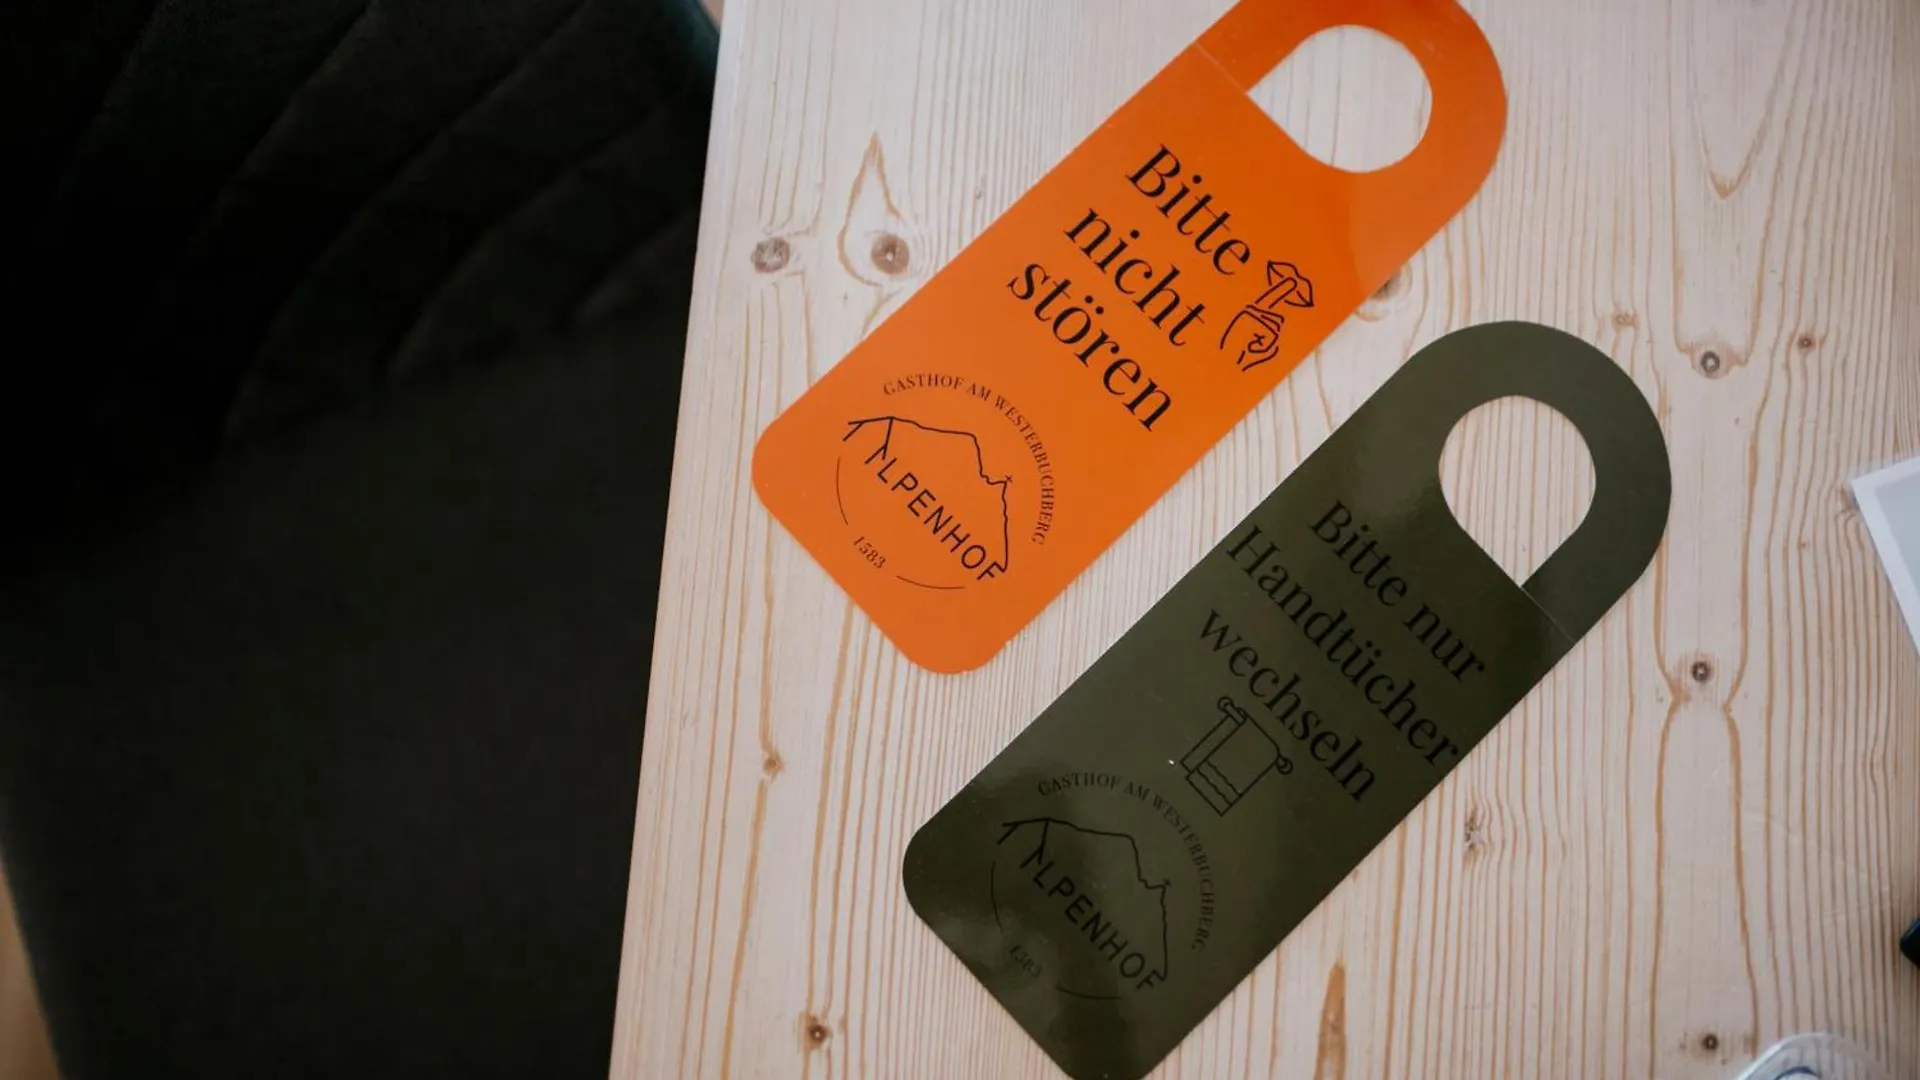 Bitte
nicht
stören
GASTHOF AM WESTERBUCHBERG
ALPENHOF
1583
Bitte nur
Handtücher
wechseln
GASTHOF AM WESTERBUCHBERG
ALPENHOF
1583